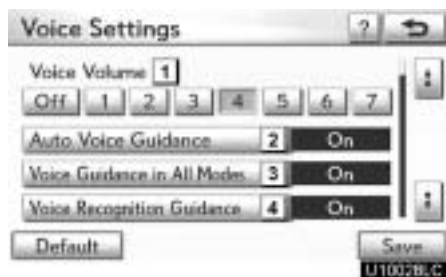 Voice Settings ?
Voice Volume 1
Off 1 2 3 4 5 6 7
Auto Voice Guidance 2 On
Voice Guidance in All Modes 3 On
Voice Recognition Guidance 4 On
Default Save
U10028LC